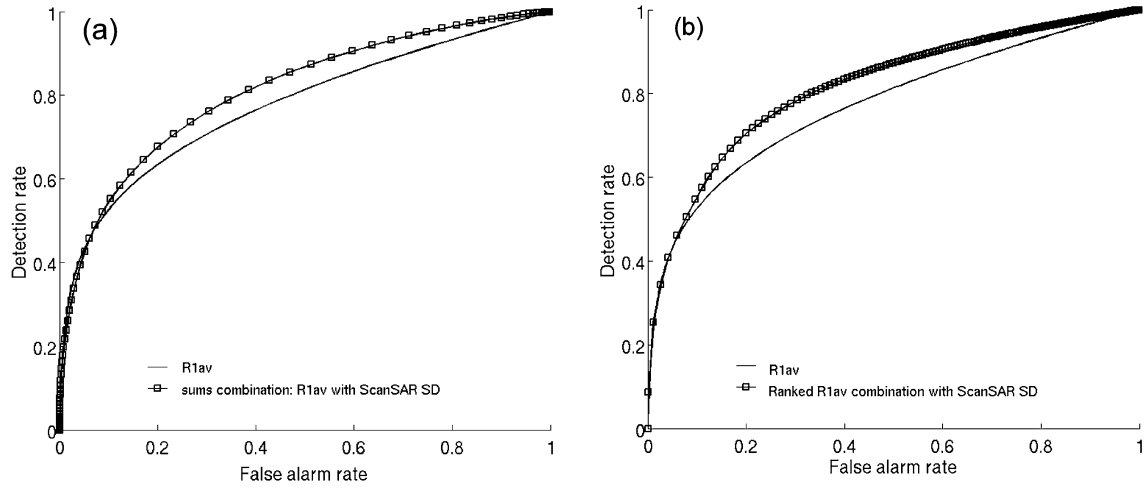 (a)
1
0.8
0.6
0.4
0.2
0
Detection rate
R1av
sums combination: R1av with ScanSAR SD
0 0.2 0.4 0.6 0.8 1
False alarm rate
(b)
1
0.8
0.6
0.4
0.2
0
Detection rate
R1av
Ranked R1av combination with ScanSAR SD
0 0.2 0.4 0.6 0.8 1
False alarm rate